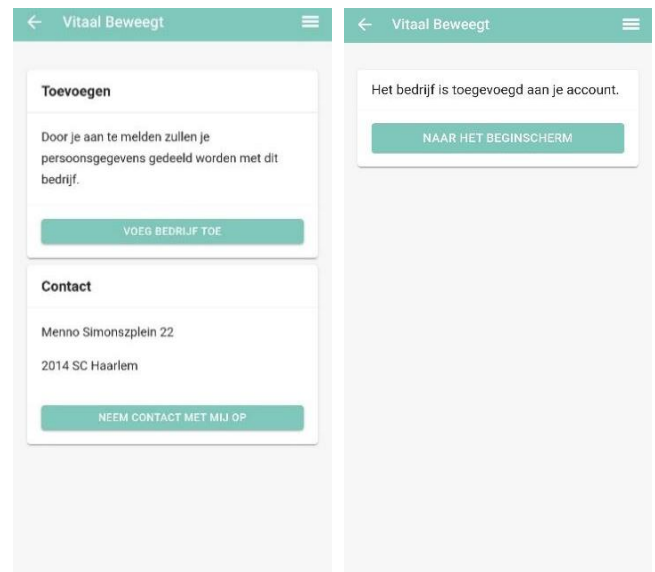 Vitaal Beweegt
Toevoegen
Door je aan te melden zullen je
persoonsgegevens gedeeld worden met dit
bedrijf.
VOEG BEDRIJF TOE
Contact
Menno Simonszplein 22
2014 SC Haarlem
NEEM CONTACT MET MIJ OP
Vitaal Beweegt
Het bedrijf is toegevoegd aan je account.
NAAR HET BEGINSCHERM